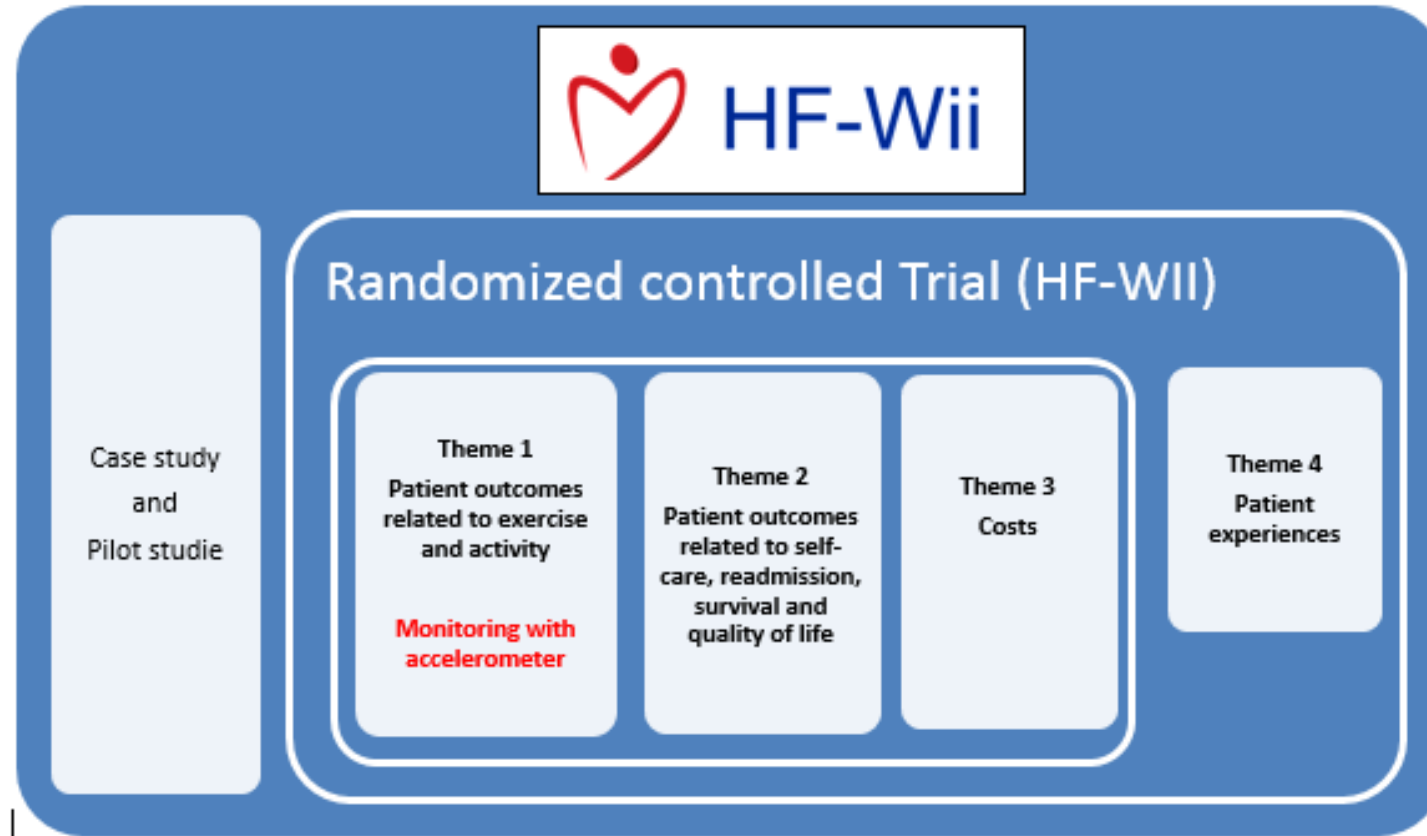 HF-Wii
Randomized controlled Trial (HF-WII)
Case study
and
Pilot studie
Theme 1
Patient outcomes
related to exercise
and activity
Monitoring with
accelerometer
Theme 2
Patient outcomes
related to self-
care, readmission,
survival and
quality of life
Theme 3
Costs
Theme 4
Patient
experiences